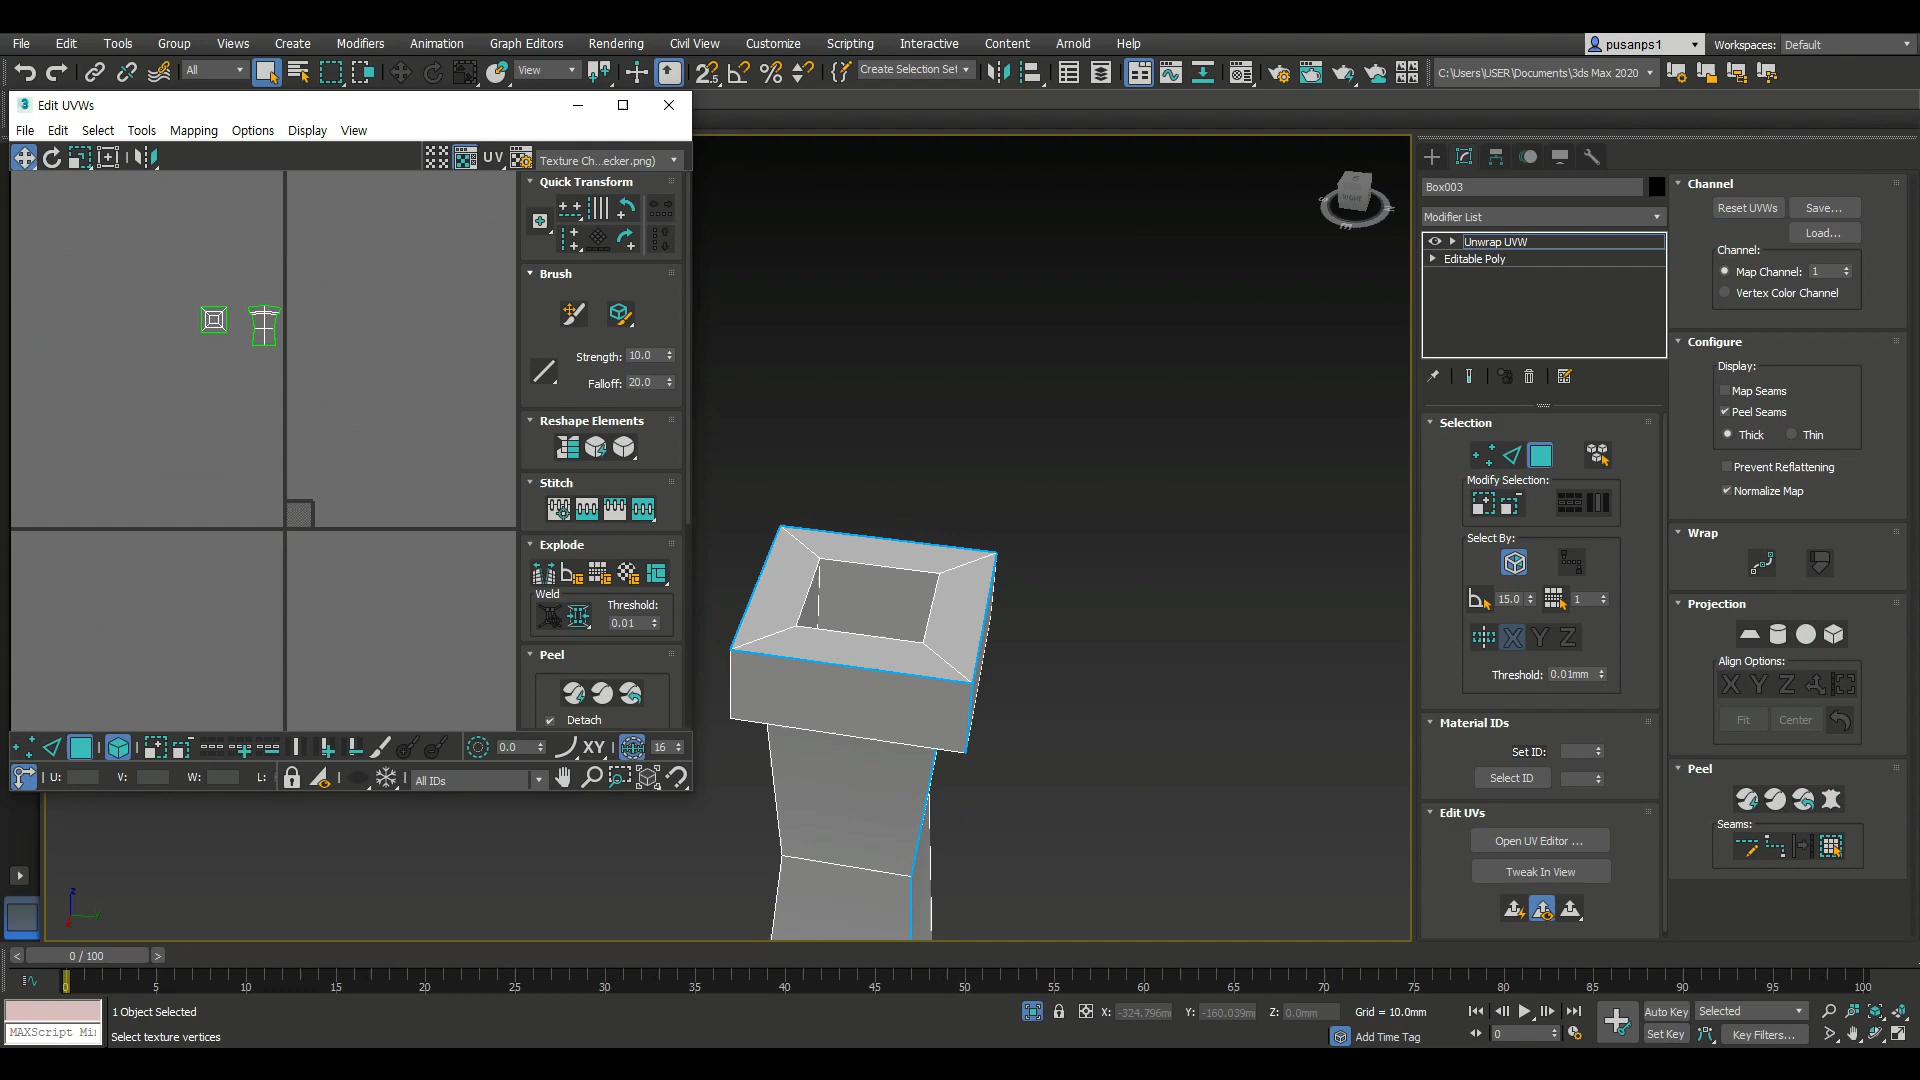 File Edit Tools Group Views Create Modifiers Animation Graph Editors Rendering Civil View Customize Scripting Interactive Content Arnold Help
pusanps1
Workspaces: Default
All
View
Create Selection Set
C:\Users\USER\Documents\3ds Max 2020
3 Edit UVWs
File Edit Select Tools Mapping Options Display View
UV
Texture Ch...ecker.png)
Quick Transform
Brush
Strength: 10.0
Falloff: 20.0
Reshape Elements
Stitch
Explode
Weld
Threshold:
0.01
Peel
Detach
0.0
XY
16
U:
V:
W:
L:
All IDs
RIGHT
Box003
Modifier List
Unwrap UVW
Editable Poly
Selection
Modify Selection:
Select By:
15.0
1
X Y Z
Threshold: 0.01mm
Material IDs
Set ID:
Select ID
Edit UVs
Open UV Editor ...
Tweak In View
Channel
Reset UVWs
Save...
Load...
Channel:
Map Channel: 1
Vertex Color Channel
Configure
Display:
Map Seams
Peel Seams
Thick
Thin
Prevent Reflattening
Normalize Map
Wrap
Projection
Align Options:
X Y Z
Fit
Center
Peel
Seams:
z
y
x
< 0 / 100 >
0 5 10 15 20 25 30 35 40 45 50 55 60 65 70 75 80 85 90 95 100
1 Object Selected
MAXScript Mi
Select texture vertices
X: -324.796m
Y: -160.039m
Z: 0.0mm
Grid = 10.0mm
Add Time Tag
0
Auto Key
Selected
Set Key
Key Filters...